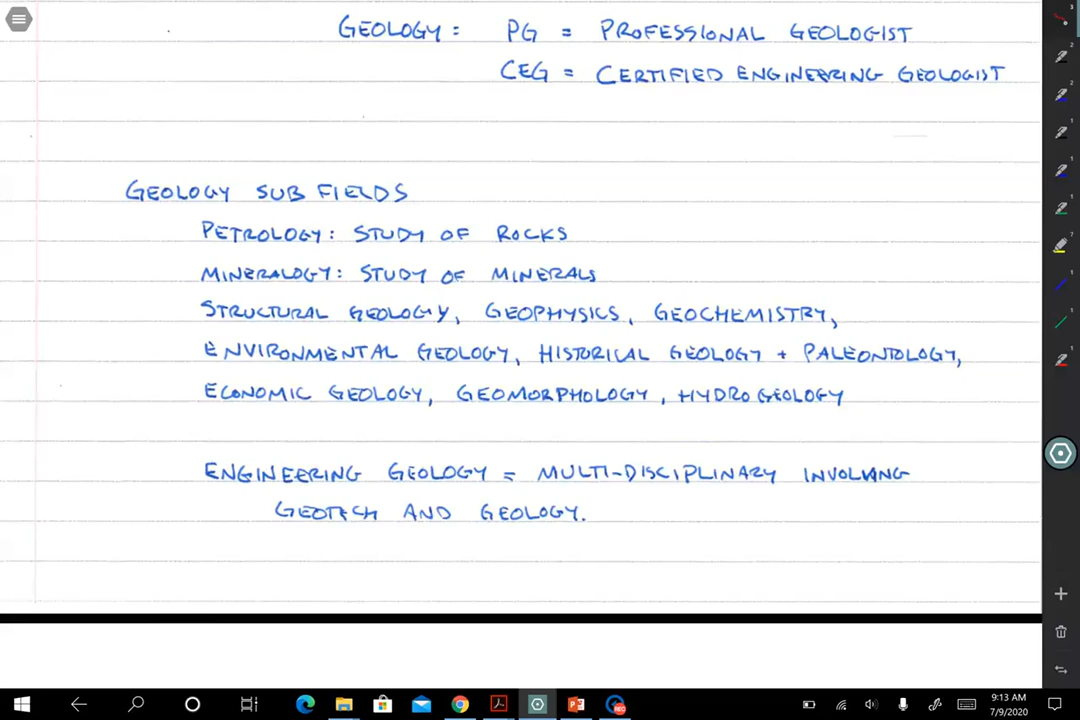 GEOLOGY: PG = PROFESSIONAL GEOLOGIST
CEG = CERTIFIED ENGINEERING GEOLOGIST
GEOLOGY SUB FIELDS
PETROLOGY: STUDY OF ROCKS
MINERALOGY: STUDY OF MINERALS
STRUCTURAL GEOLOGY, GEOPHYSICS, GEOCHEMISTRY,
ENVIRONMENTAL GEOLOGY, HISTORICAL GEOLOGY + PALEONTOLOGY,
ECONOMIC GEOLOGY, GEOMORPHOLOGY, HYDROGEOLOGY
ENGINEERING GEOLOGY = MULTI-DISCIPLINARY INVOLVING
GEOTECH AND GEOLOGY.
9:13 AM
7/9/2020